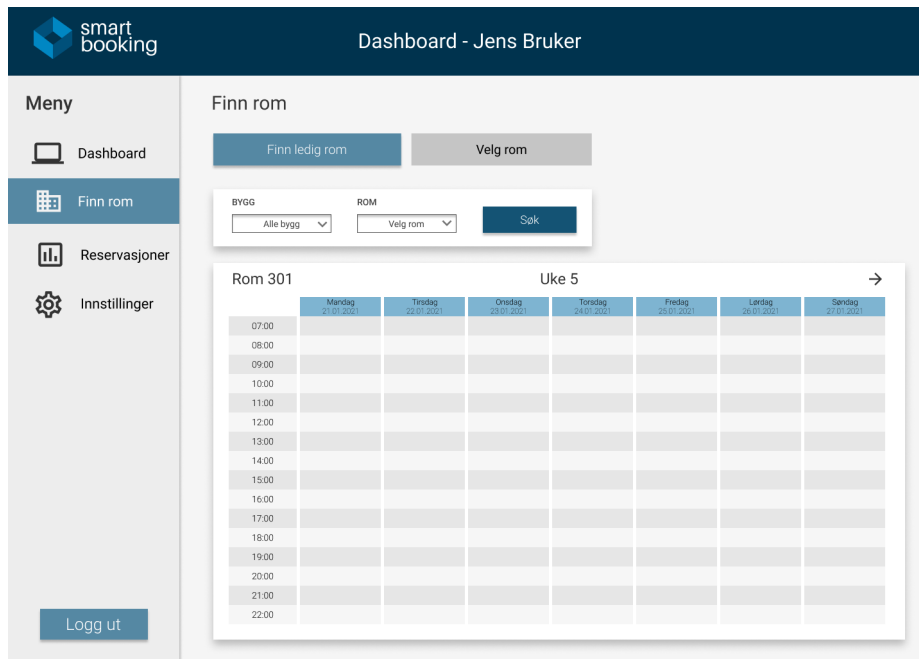 smart
booking
Dashboard - Jens Bruker
Meny
Dashboard
Finn rom
Reservasjoner
Innstillinger
Logg ut
Finn rom
Finn ledig rom
Velg rom
BYGG
ROM
Alle bygg
Velg rom
Søk
Rom 301
Uke 5
Mandag
21.01.2021
Tirsdag
22.01.2021
Onsdag
23.01.2021
Torsdag
24.01.2021
Fredag
25.01.2021
Lørdag
26.01.2021
Søndag
27.01.2021
07:00
08:00
09:00
10:00
11:00
12:00
13:00
14:00
15:00
16:00
17:00
18:00
19:00
20:00
21:00
22:00